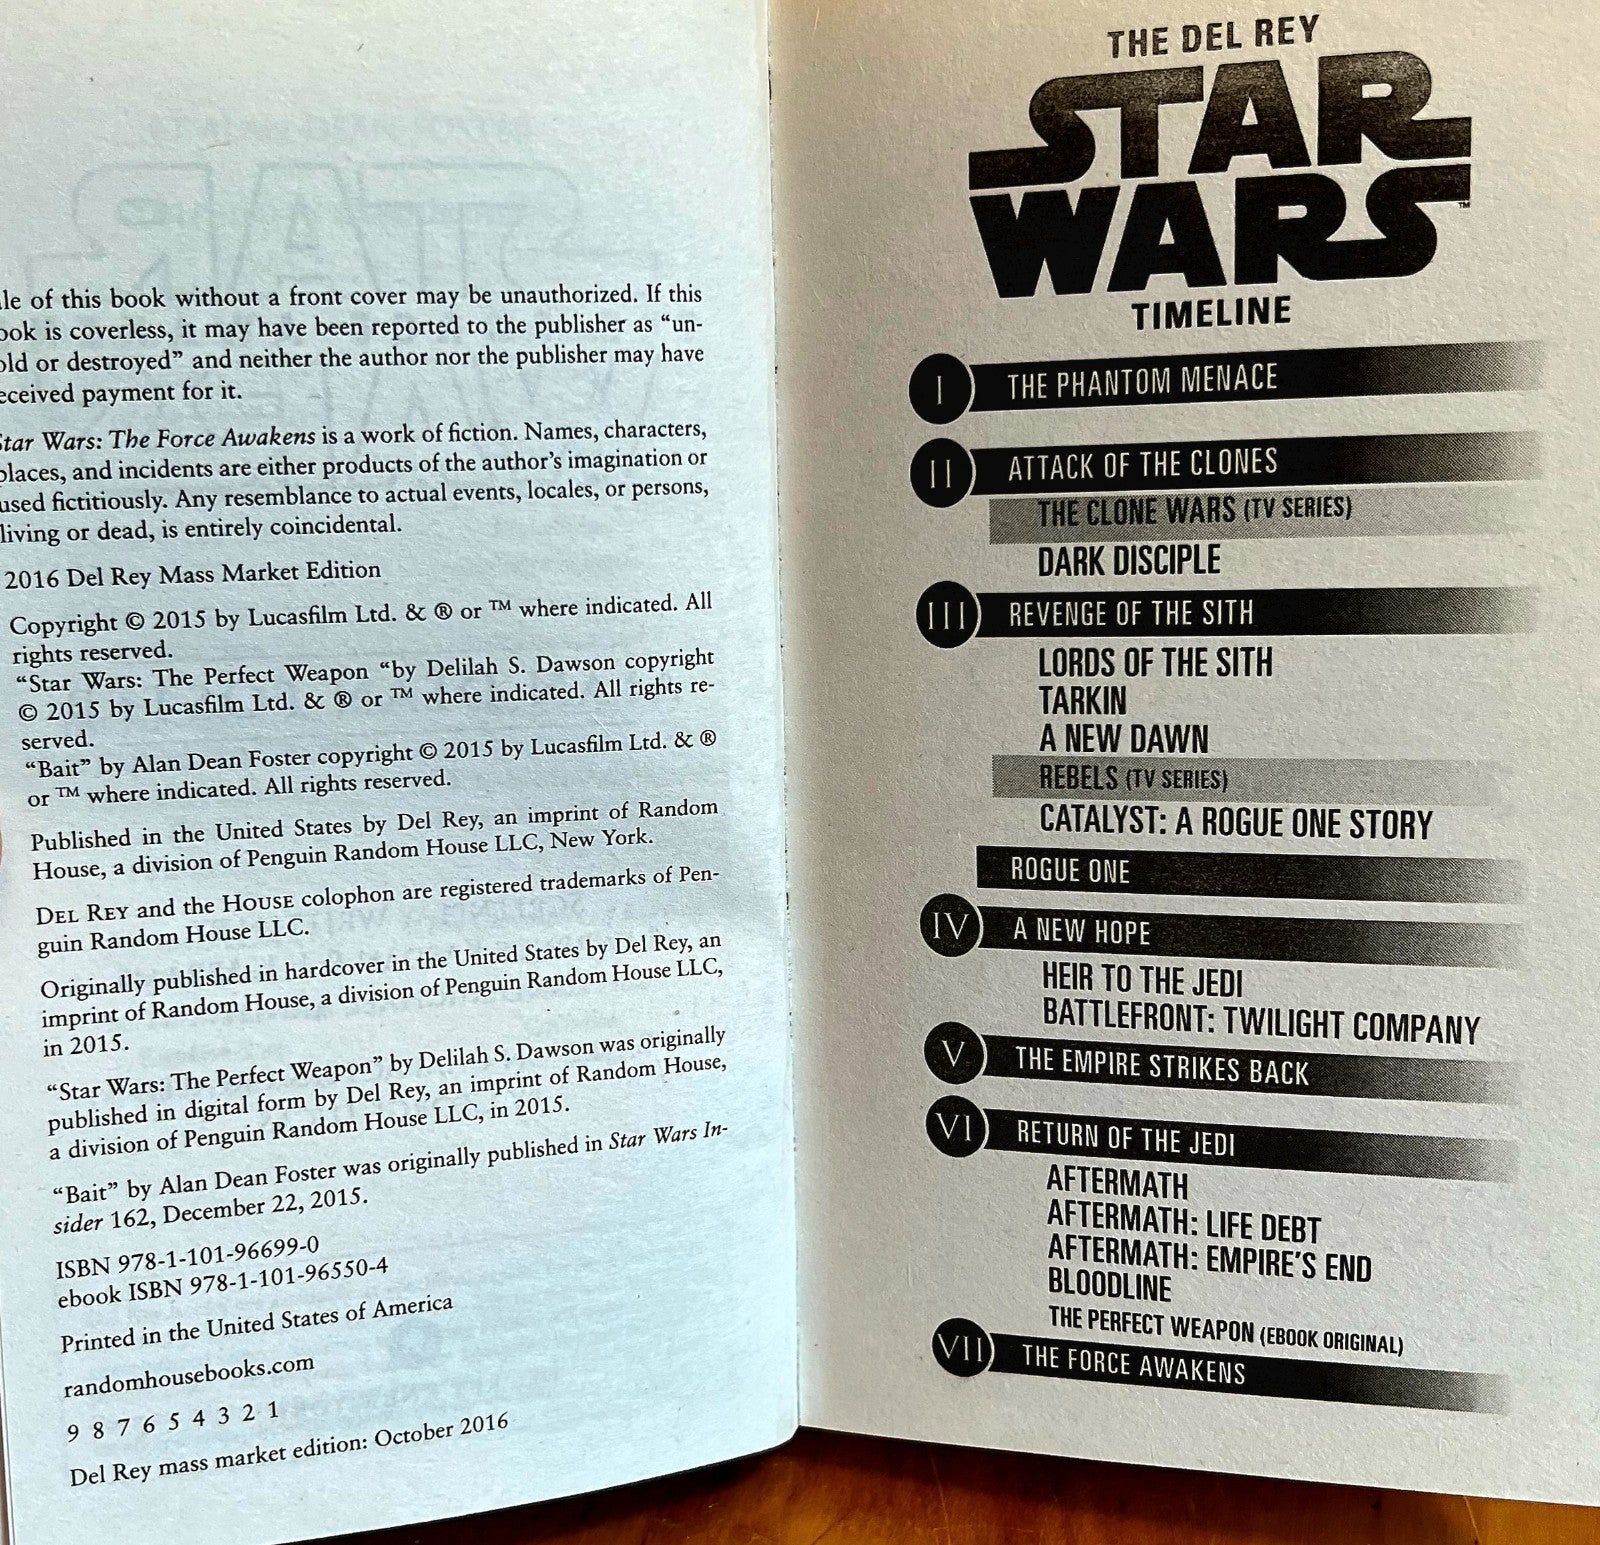 le of this book without a front cover may be unauthorized. If this
ook is coverless, it may have been reported to the publisher as “un-
old or destroyed” and neither the author nor the publisher may have
eceived payment for it.
Star Wars: The Force Awakens is a work of fiction. Names, characters,
places, and incidents are either products of the author’s imagination or
used fictitiously. Any resemblance to actual events, locales, or persons,
living or dead, is entirely coincidental.
2016 Del Rey Mass Market Edition
Copyright © 2015 by Lucasfilm Ltd. & ® or ™ where indicated. All
rights reserved.
“Star Wars: The Perfect Weapon “by Delilah S. Dawson copyright
© 2015 by Lucasfilm Ltd. & ® or ™ where indicated. All rights re-
served.
“Bait” by Alan Dean Foster copyright © 2015 by Lucasfilm Ltd. & ®
or ™ where indicated. All rights reserved.
Published in the United States by Del Rey, an imprint of Random
House, a division of Penguin Random House LLC, New York.
DEL REY and the HOUSE colophon are registered trademarks of Pen-
guin Random House LLC.
Originally published in hardcover in the United States by Del Rey, an
imprint of Random House, a division of Penguin Random House LLC,
in 2015.
“Star Wars: The Perfect Weapon” by Delilah S. Dawson was originally
published in digital form by Del Rey, an imprint of Random House,
a division of Penguin Random House LLC, in 2015.
“Bait” by Alan Dean Foster was originally published in Star Wars In-
sider 162, December 22, 2015.
ISBN 978-1-101-96699-0
ebook ISBN 978-1-101-96550-4
Printed in the United States of America
randomhousebooks.com
9 8 7 6 5 4 3 2 1
Del Rey mass market edition: October 2016
THE DEL REY
STAR
WARS™
TIMELINE
I THE PHANTOM MENACE
II ATTACK OF THE CLONES
THE CLONE WARS (TV SERIES)
DARK DISCIPLE
III REVENGE OF THE SITH
LORDS OF THE SITH
TARKIN
A NEW DAWN
REBELS (TV SERIES)
CATALYST: A ROGUE ONE STORY
ROGUE ONE
IV A NEW HOPE
HEIR TO THE JEDI
BATTLEFRONT: TWILIGHT COMPANY
V THE EMPIRE STRIKES BACK
VI RETURN OF THE JEDI
AFTERMATH
AFTERMATH: LIFE DEBT
AFTERMATH: EMPIRE’S END
BLOODLINE
THE PERFECT WEAPON (EBOOK ORIGINAL)
VII THE FORCE AWAKENS